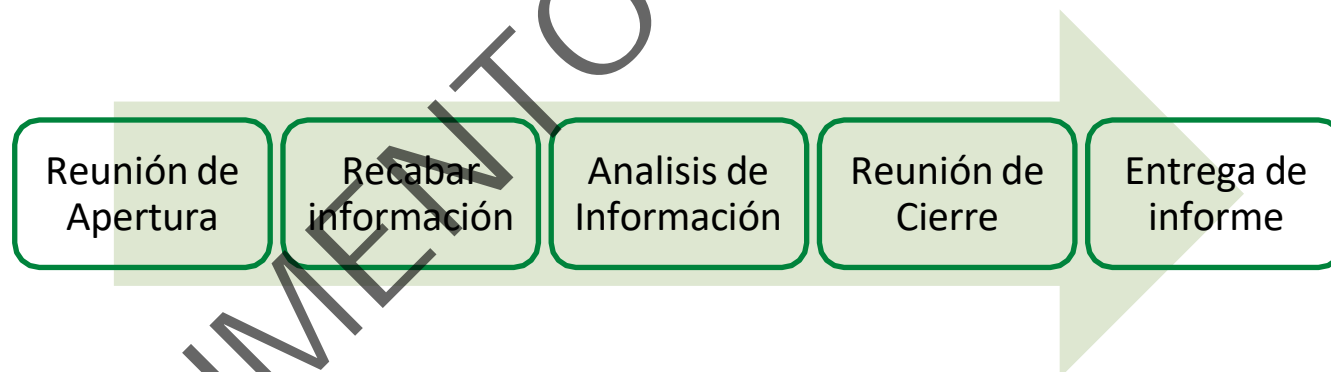 Reunión de
Apertura
Recabar
información
Analisis de
Información
Reunión de
Cierre
Entrega de
informe